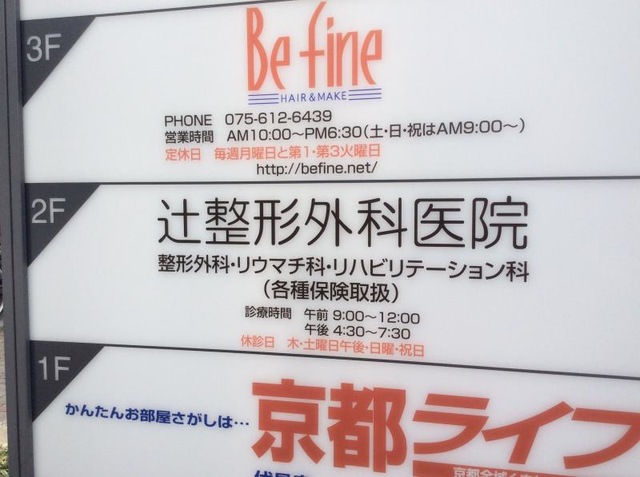 3F
Be fine
HAIR & MAKE
PHONE 075-612-6439
営業時間 AM10:00～PM6:30(土・日・祝はAM9:00～)
定休日 毎週月曜日と第1・第3火曜日
http://befine.net/
2F
辻整形外科医院
整形外科・リウマチ科・リハビリテーション科
(各種保険取扱)
診療時間 午前 9:00～12:00
午後 4:30～7:30
休診日 木・土曜日午後・日曜・祝日
1F
かんたんお部屋さがしは…
京都ライフ